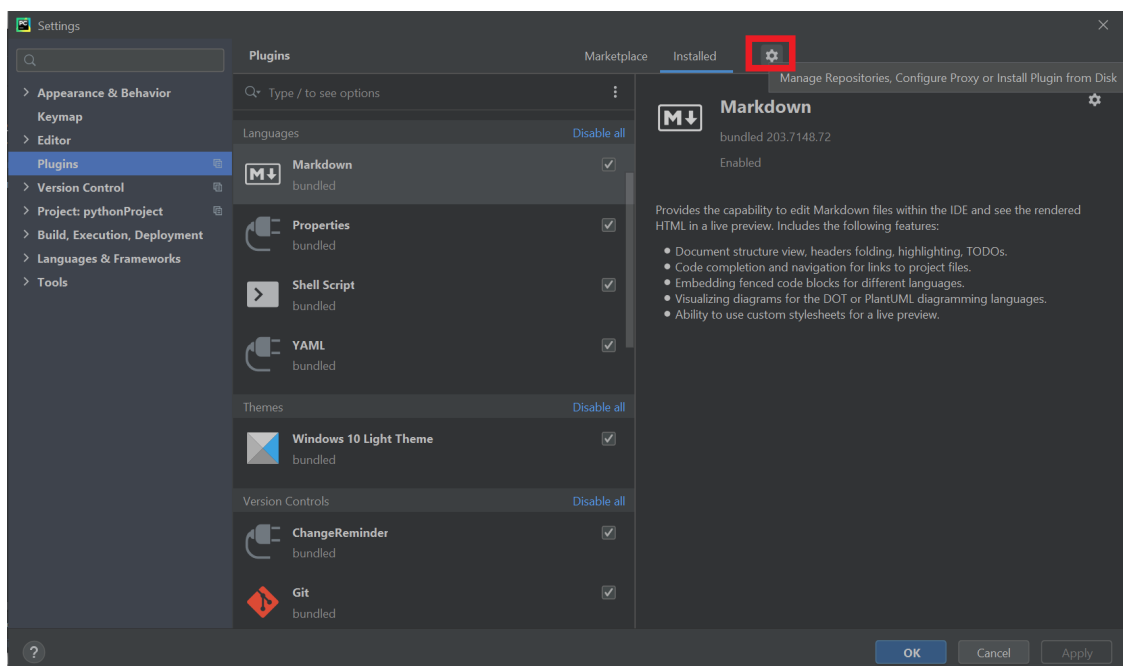 PC Settings
Plugins
Marketplace
Installed
Manage Repositories, Configure Proxy or Install Plugin from Disk
Appearance & Behavior
Keymap
Editor
Plugins
Version Control
Project: pythonProject
Build, Execution, Deployment
Languages & Frameworks
Tools
Type / to see options
Languages
Disable all
M Markdown
bundled
Properties
bundled
Shell Script
bundled
YAML
bundled
Themes
Disable all
Windows 10 Light Theme
bundled
Version Controls
Disable all
ChangeReminder
bundled
Git
bundled
M Markdown
bundled 203.7148.72
Enabled
Provides the capability to edit Markdown files within the IDE and see the rendered
HTML in a live preview. Includes the following features:
• Document structure view, headers folding, highlighting, TODOs.
• Code completion and navigation for links to project files.
• Embedding fenced code blocks for different languages.
• Visualizing diagrams for the DOT or PlantUML diagramming languages.
• Ability to use custom stylesheets for a live preview.
?
OK
Cancel
Apply